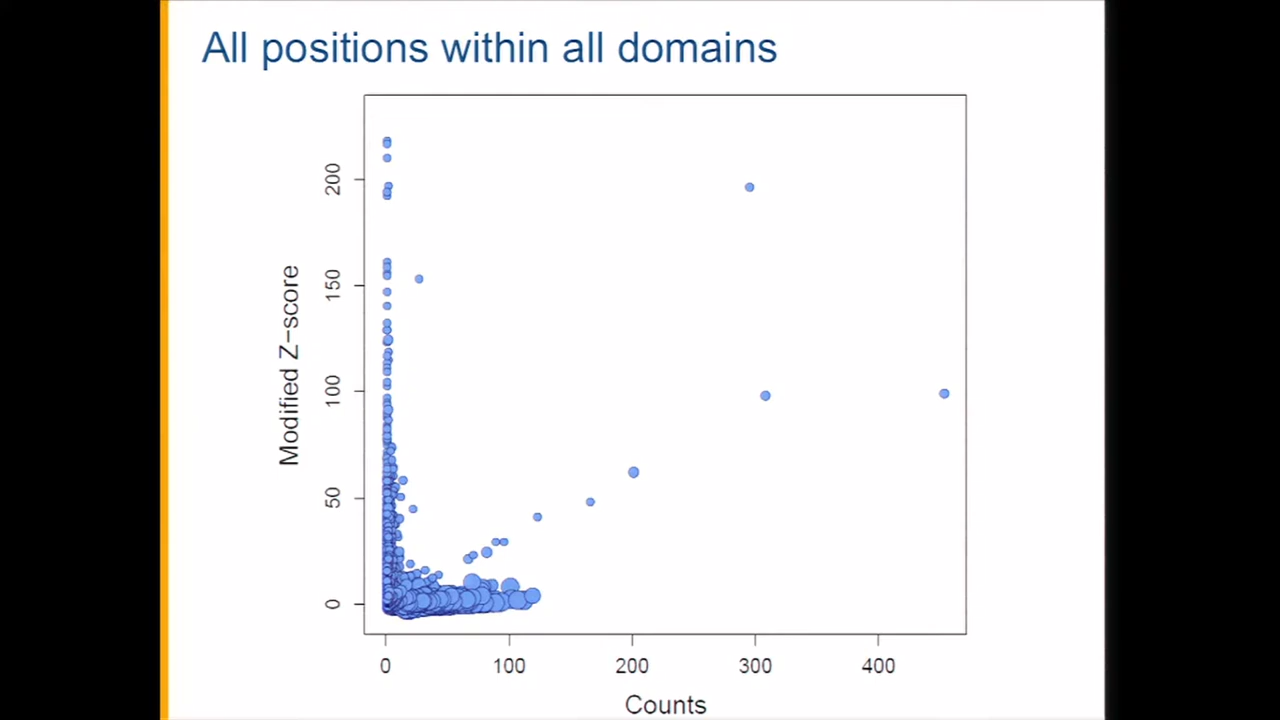 All positions within all domains
Modified Z−score
200
150
100
50
0
0 100 200 300 400
Counts